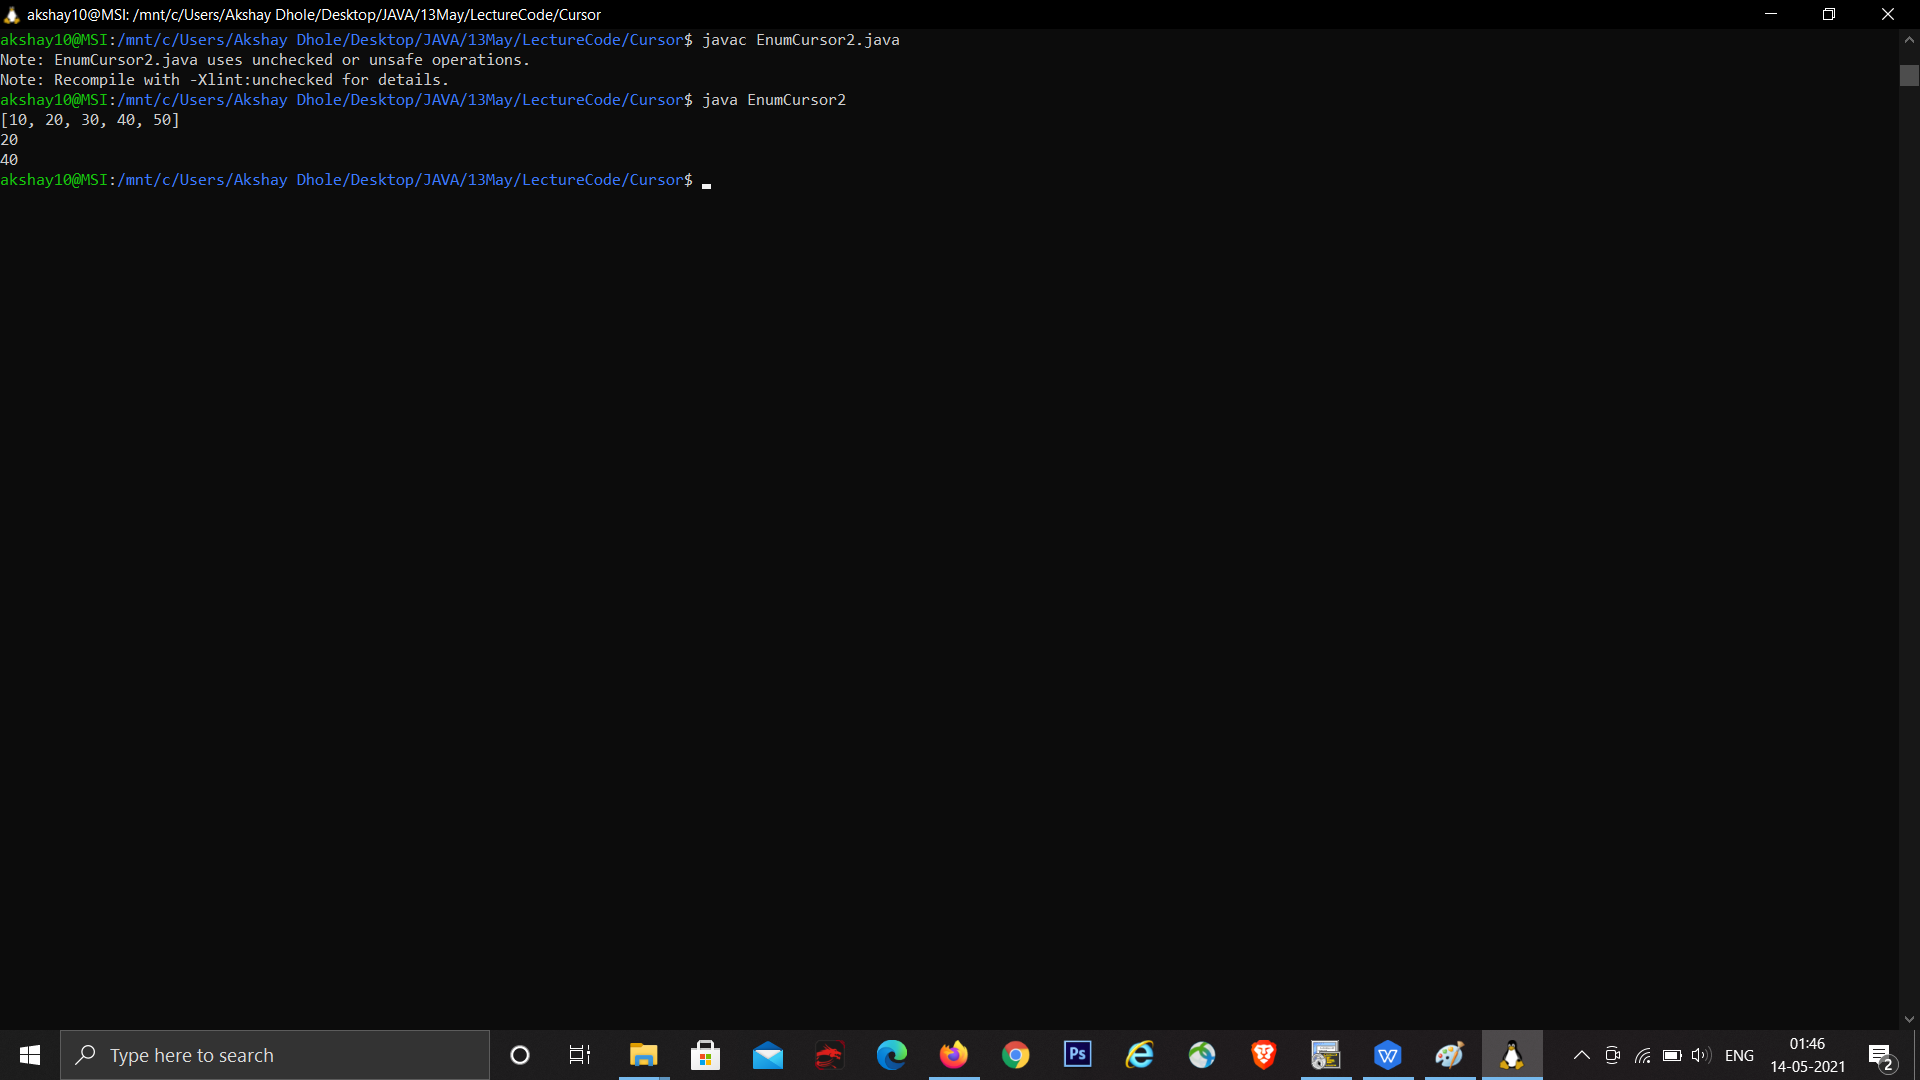 akshay10@MSI: /mnt/c/Users/Akshay Dhole/Desktop/JAVA/13May/LectureCode/Cursor
akshay10@MSI:/mnt/c/Users/Akshay Dhole/Desktop/JAVA/13May/LectureCode/Cursor$ javac EnumCursor2.java
Note: EnumCursor2.java uses unchecked or unsafe operations.
Note: Recompile with -Xlint:unchecked for details.
akshay10@MSI:/mnt/c/Users/Akshay Dhole/Desktop/JAVA/13May/LectureCode/Cursor$ java EnumCursor2
[10, 20, 30, 40, 50]
20
40
akshay10@MSI:/mnt/c/Users/Akshay Dhole/Desktop/JAVA/13May/LectureCode/Cursor$
Type here to search
Ps
W
ENG
01:46
14-05-2021
2